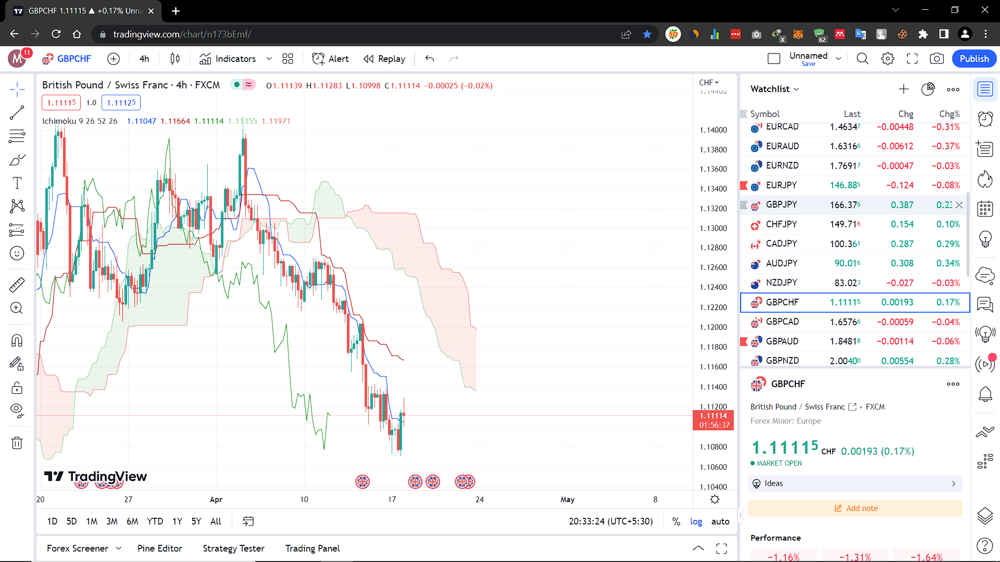 GBPCHF 1.11115 ▲ +0.17% Unna
tradingview.com/chart/n173bEmf/
62
M 11 GBPCHF 4h Indicators Alert Replay Unnamed Save Publish
British Pound / Swiss Franc · 4h · FXCM O1.11139 H1.11283 L1.10998 C1.11114 −0.00025 (−0.02%)
1.11115 1.0 1.11125
Ichimoku 9 26 52 26 1.11047 1.11664 1.11114 1.11355 1.11971
CHF
1.14400
1.14000
1.13800
1.13600
1.13400
1.13200
1.13000
1.12800
1.12600
1.12400
1.12200
1.12000
1.11800
1.11600
1.11400
1.11200
1.11114
01:56:37
1.10800
1.10600
1.10400
TradingView
20 27 Apr 10 17 24 May 8
1D 5D 1M 3M 6M YTD 1Y 5Y All 20:33:24 (UTC+5:30) % log auto
Forex Screener Pine Editor Strategy Tester Trading Panel
Watchlist
Symbol Last Chg Chg%
EURCAD 1.46347 −0.00448 −0.31%
EURAUD 1.63166 −0.00612 −0.37%
EURNZD 1.76917 −0.00047 −0.03%
EURJPY 146.885 −0.124 −0.08%
GBPJPY 166.376 0.387 0.23
CHFJPY 149.716 0.154 0.10%
CADJPY 100.361 0.287 0.29%
AUDJPY 90.016 0.308 0.34%
NZDJPY 83.023 −0.027 −0.03%
GBPCHF 1.11115 0.00193 0.17%
GBPCAD 1.65766 −0.00059 −0.04%
GBPAUD 1.84818 −0.00114 −0.06%
GBPNZD 2.00400 0.00554 0.28%
GBPCHF
British Pound / Swiss Franc • FXCM
Forex Minor: Europe
1.11115 CHF 0.00193 (0.17%)
MARKET OPEN
Ideas
Add note
Performance
−1.16% −1.31% −1.64%